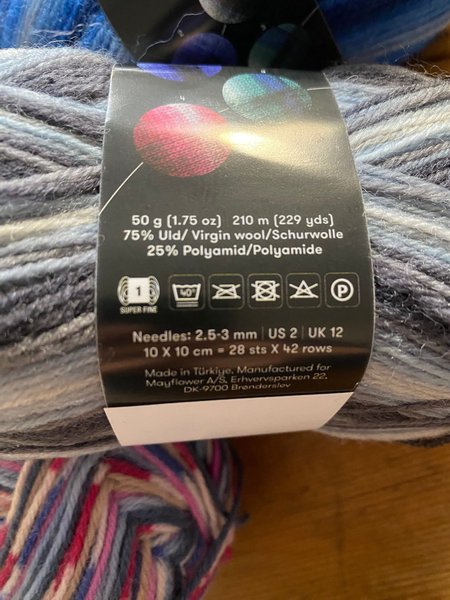 50 g (1.75 oz) 210 m (229 yds)
75% Uld/ Virgin wool/Schurwolle
25% Polyamid/Polyamide
1
SUPER FINE
40°
P
Needles: 2.5-3 mm | US 2 | UK 12
10 X 10 cm = 28 sts X 42 rows
Made in Türkiye. Manufactured for
Mayflower A/S, Erhvervsparken 22,
DK-9700 Brønderslev